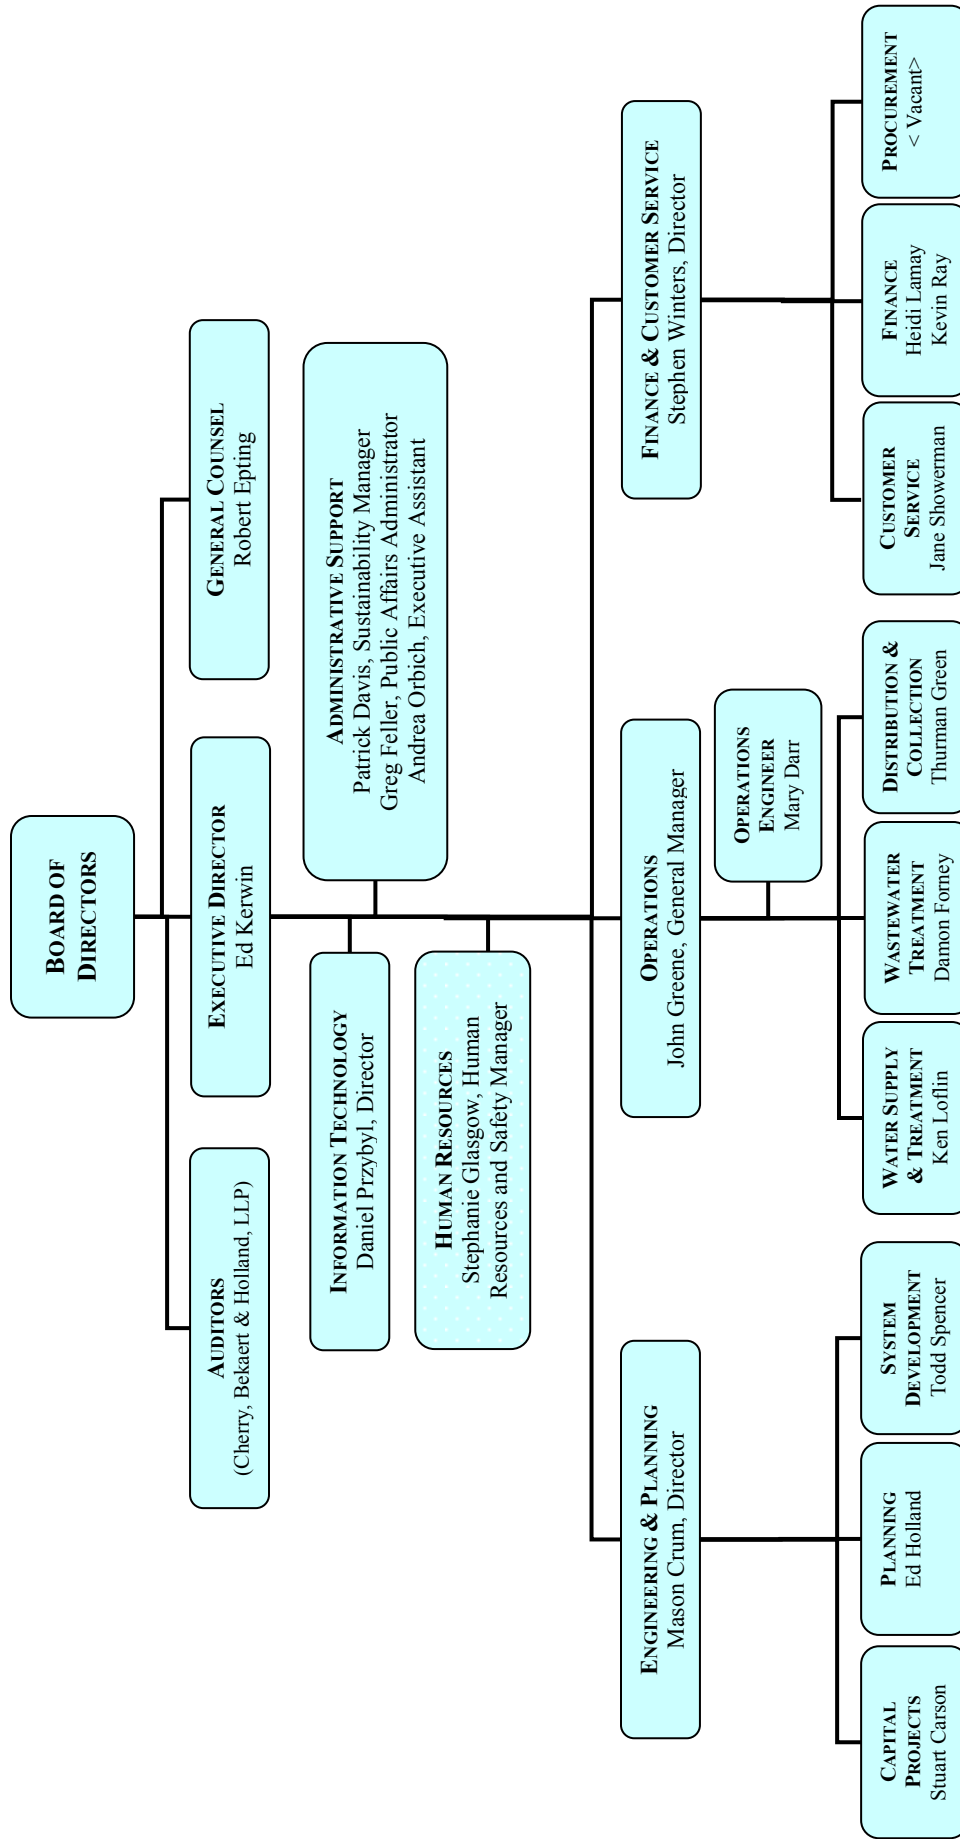 BOARD OF
DIRECTORS
AUDITORS
(Cherry, Bekaert & Holland, LLP)
EXECUTIVE DIRECTOR
Ed Kerwin
GENERAL COUNSEL
Robert Epting
INFORMATION TECHNOLOGY
Daniel Przybyl, Director
ADMINISTRATIVE SUPPORT
Patrick Davis, Sustainability Manager
Greg Feller, Public Affairs Administrator
Andrea Orbich, Executive Assistant
HUMAN RESOURCES
Stephanie Glasgow, Human
Resources and Safety Manager
ENGINEERING & PLANNING
Mason Crum, Director
OPERATIONS
John Greene, General Manager
FINANCE & CUSTOMER SERVICE
Stephen Winters, Director
OPERATIONS
ENGINEER
Mary Darr
CAPITAL
PROJECTS
Stuart Carson
PLANNING
Ed Holland
SYSTEM
DEVELOPMENT
Todd Spencer
WATER SUPPLY
& TREATMENT
Ken Loflin
WASTEWATER
TREATMENT
Damon Forney
DISTRIBUTION &
COLLECTION
Thurman Green
CUSTOMER
SERVICE
Jane Showerman
FINANCE
Heidi Lamay
Kevin Ray
PROCUREMENT
< Vacant>